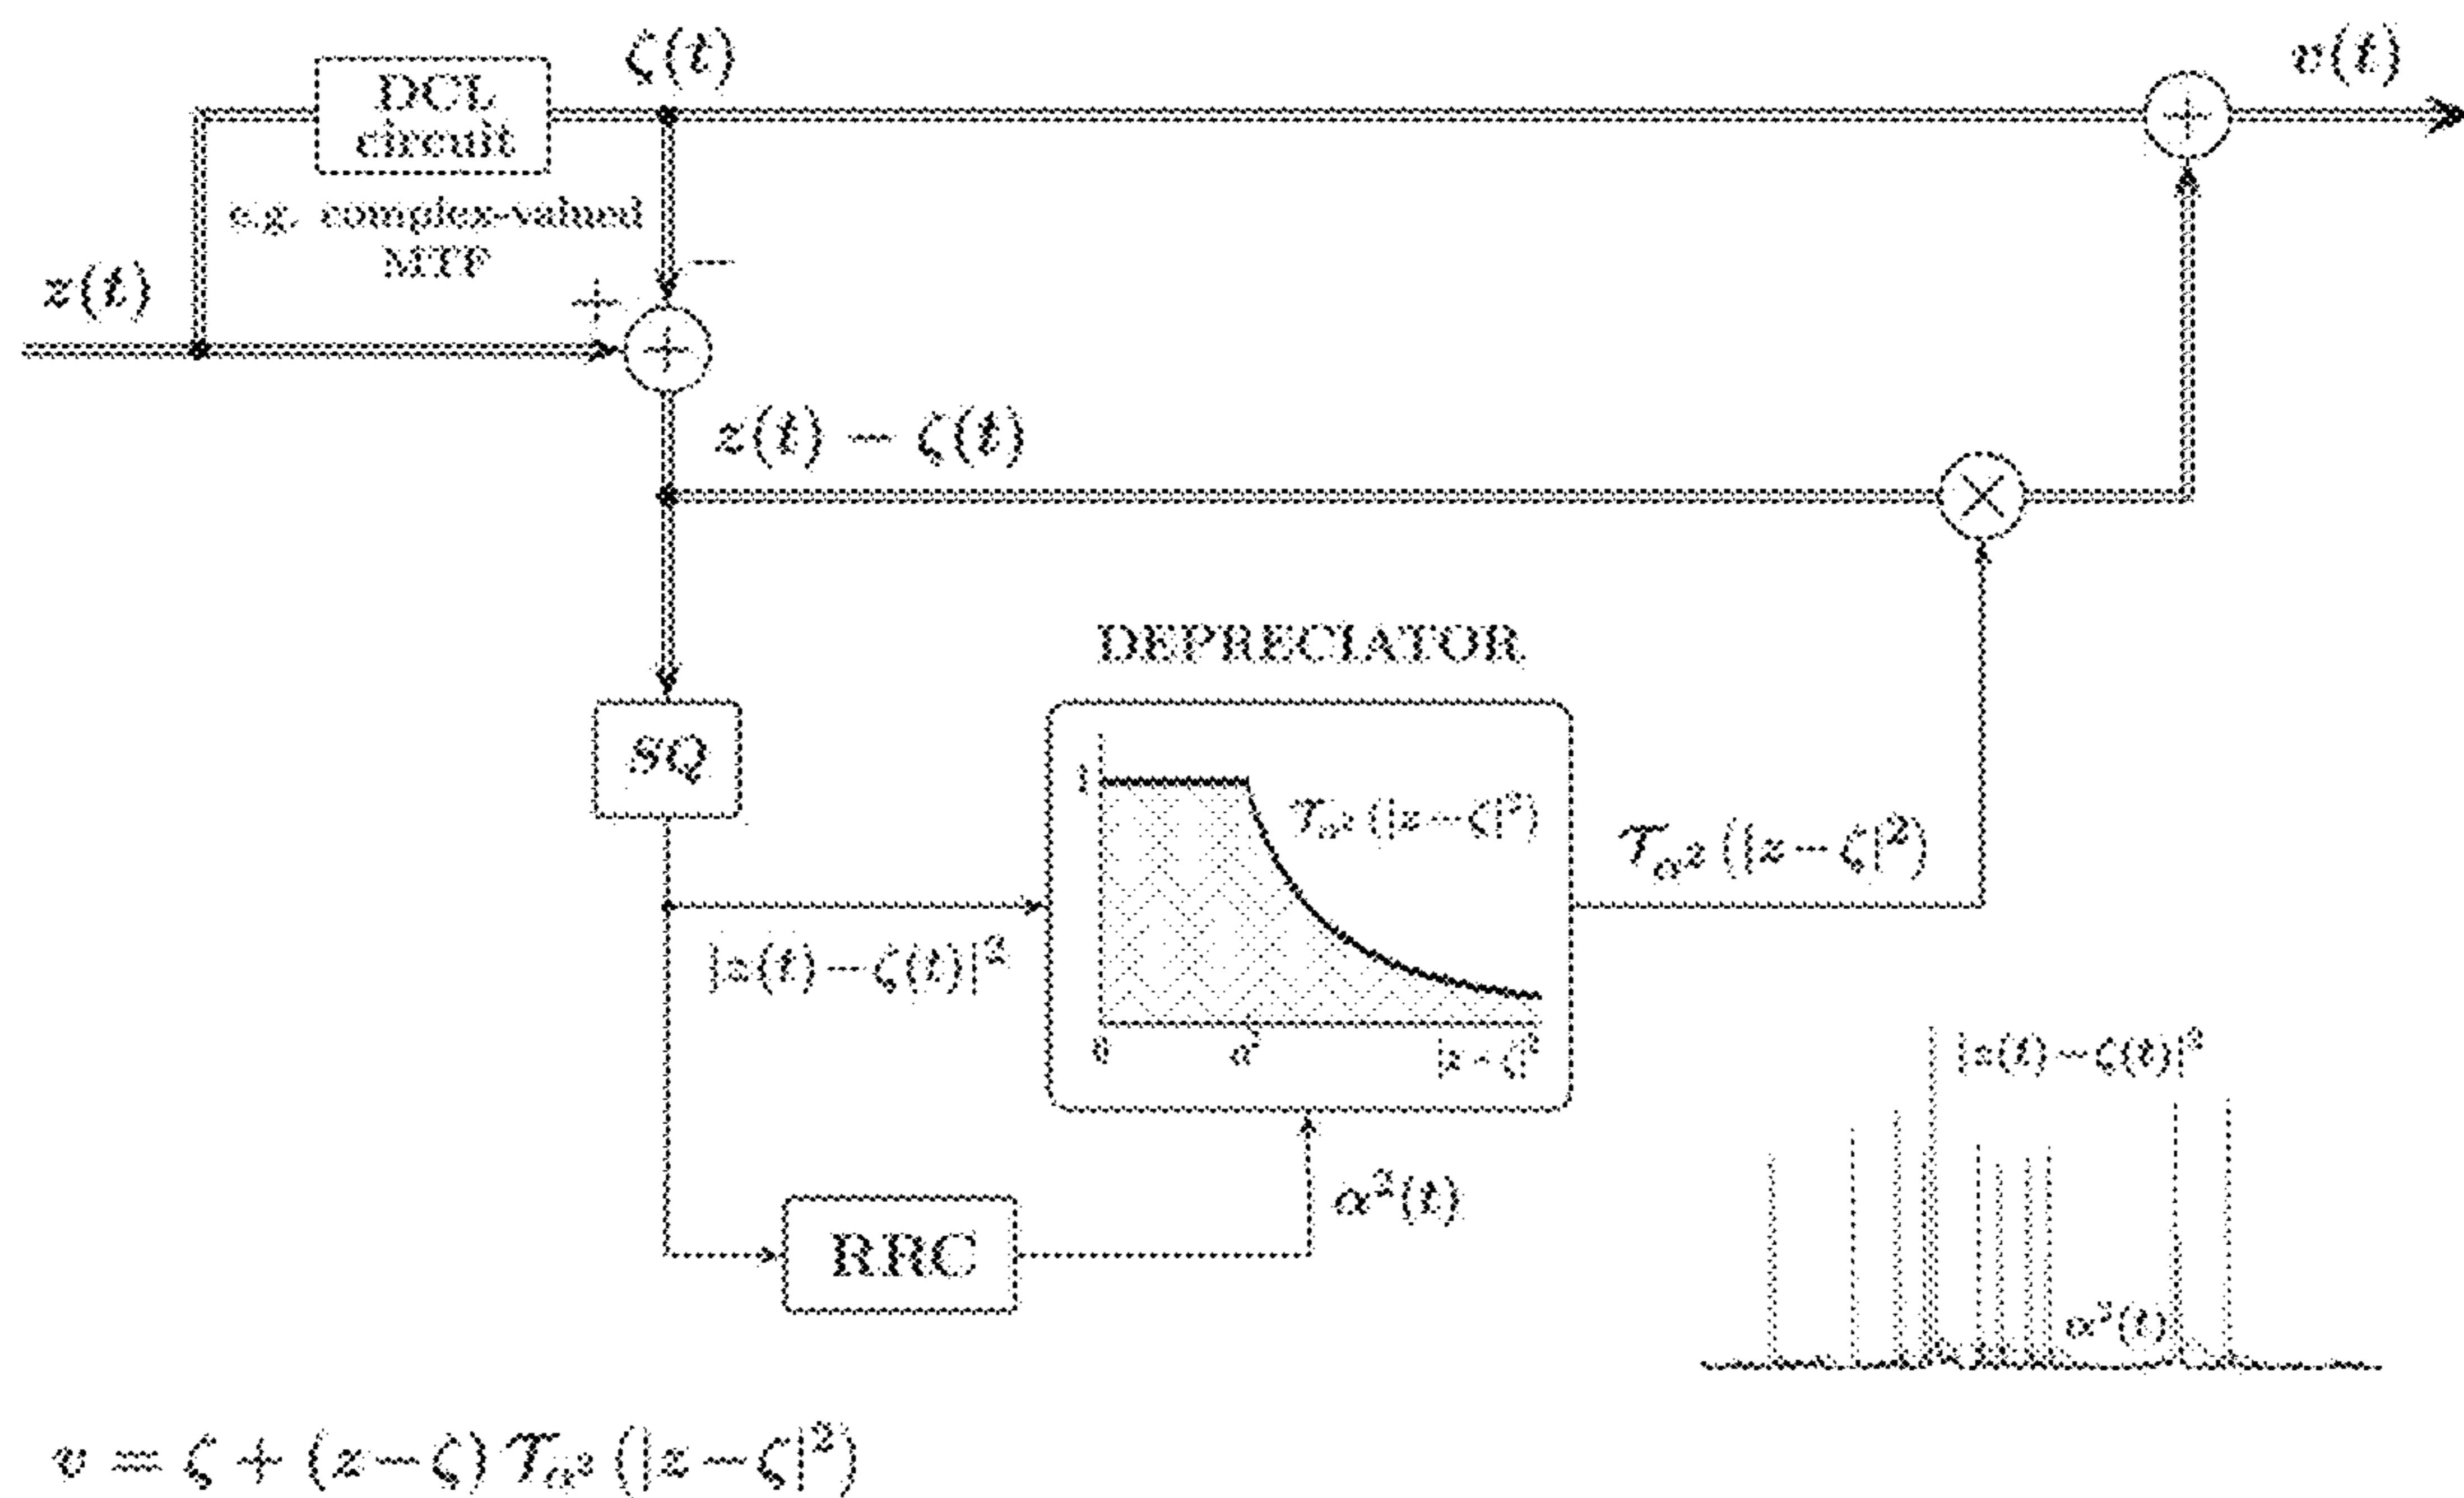 ζ(t)
v(t)
DCL
circuit
e.g. complex-valued
MTF
z(t)
−
+
+
+
z(t) − ζ(t)
×
DEPRECIATOR
SQ
1
𝒯α² (|z−ζ|²)
𝒯α² (|z−ζ|²)
|z(t)−ζ(t)|²
0
α²
|z−ζ|²
|z(t)−ζ(t)|²
α²(t)
RRC
α²(t)
v = ζ + (z−ζ) 𝒯α² (|z−ζ|²)